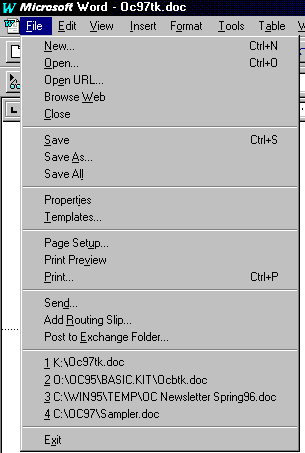 W Microsoft Word - Oc97tk.doc
File Edit View Insert Format Tools Table W
New... Ctrl+N
Open... Ctrl+O
Open URL...
Browse Web
Close
Save Ctrl+S
Save As...
Save All
Properties
Templates...
Page Setup...
Print Preview
Print... Ctrl+P
Send...
Add Routing Slip...
Post to Exchange Folder...
1 K:\Oc97tk.doc
2 O:\OC95\BASIC.KIT\Ocbtk.doc
3 C:\WIN95\TEMP\OC Newsletter Spring96.doc
4 C:\OC97\Sampler.doc
Exit